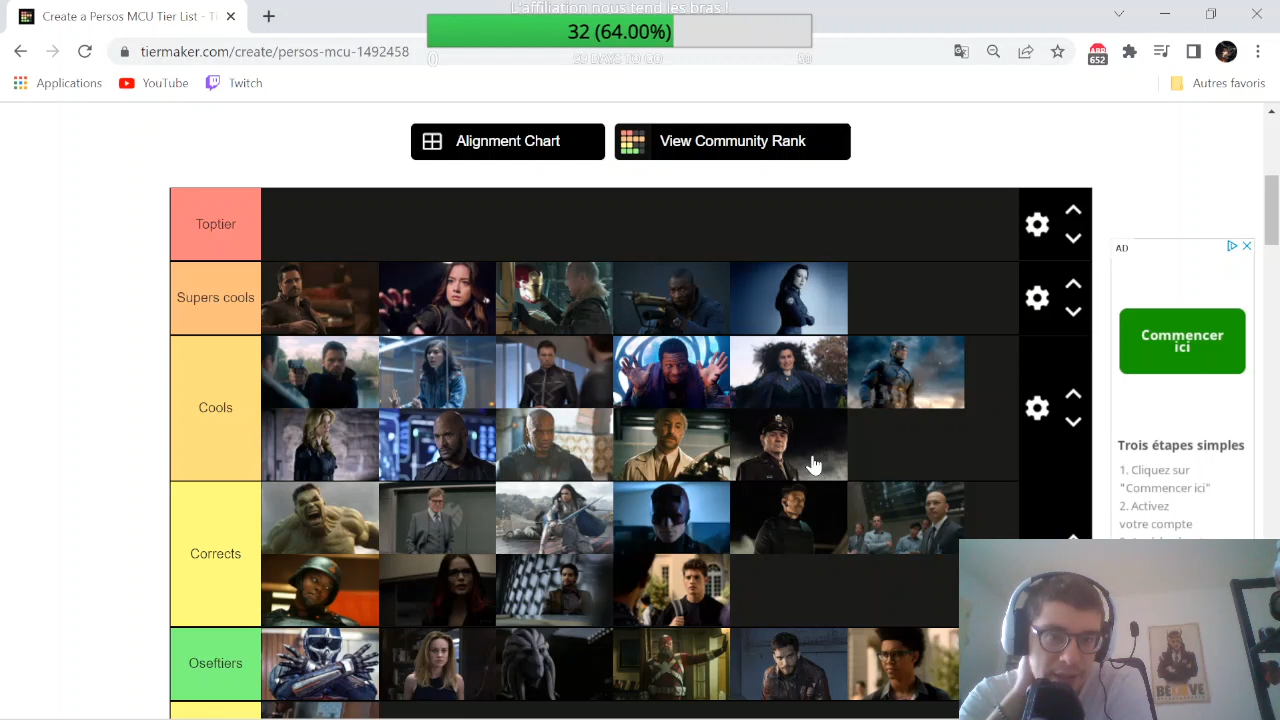 L'affiliation nous tend les bras !
Create a Persos MCU Tier List - Ti
32 (64.00%)
tiermaker.com/create/persos-mcu-1492458
652
Applications
YouTube
Twitch
Autres favoris
Alignment Chart
View Community Rank
Toptier
Supers cools
Cools
Corrects
Oseftiers
AD
Commencer
ici
Trois étapes simples
1. Cliquez sur
"Commencer ici"
2. Activez
votre compte